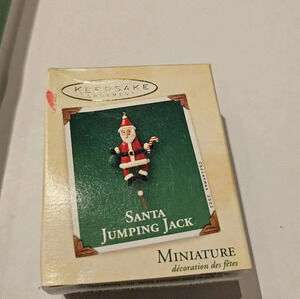 KEEPSAKE
ORNAMENT
SANTA
JUMPING JACK
MINIATURE
décoration des fêtes